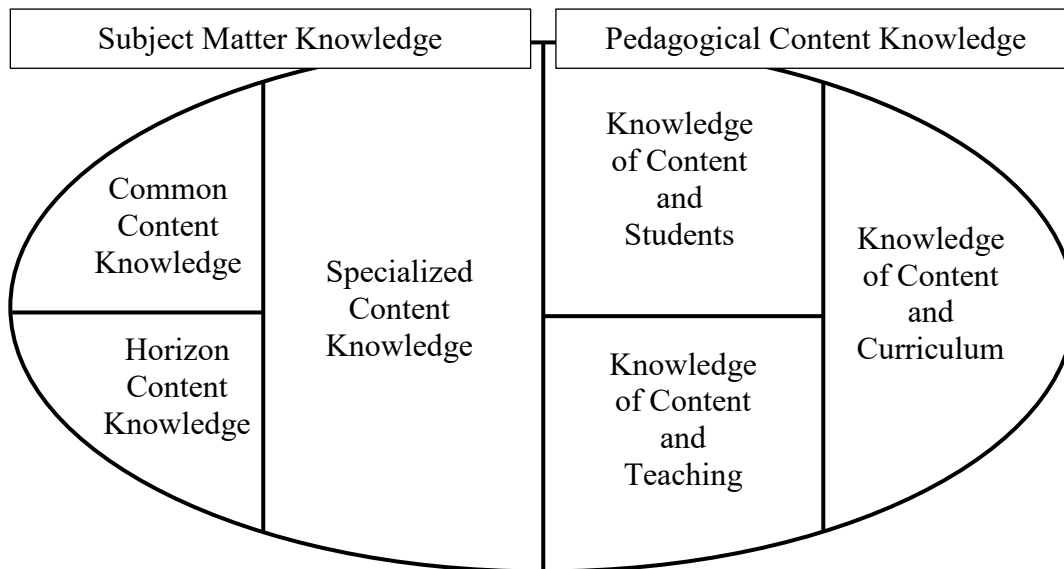 Subject Matter Knowledge
Pedagogical Content Knowledge
Common
Content
Knowledge
Horizon
Content
Knowledge
Specialized
Content
Knowledge
Knowledge
of Content
and
Students
Knowledge
of Content
and
Teaching
Knowledge
of Content
and
Curriculum